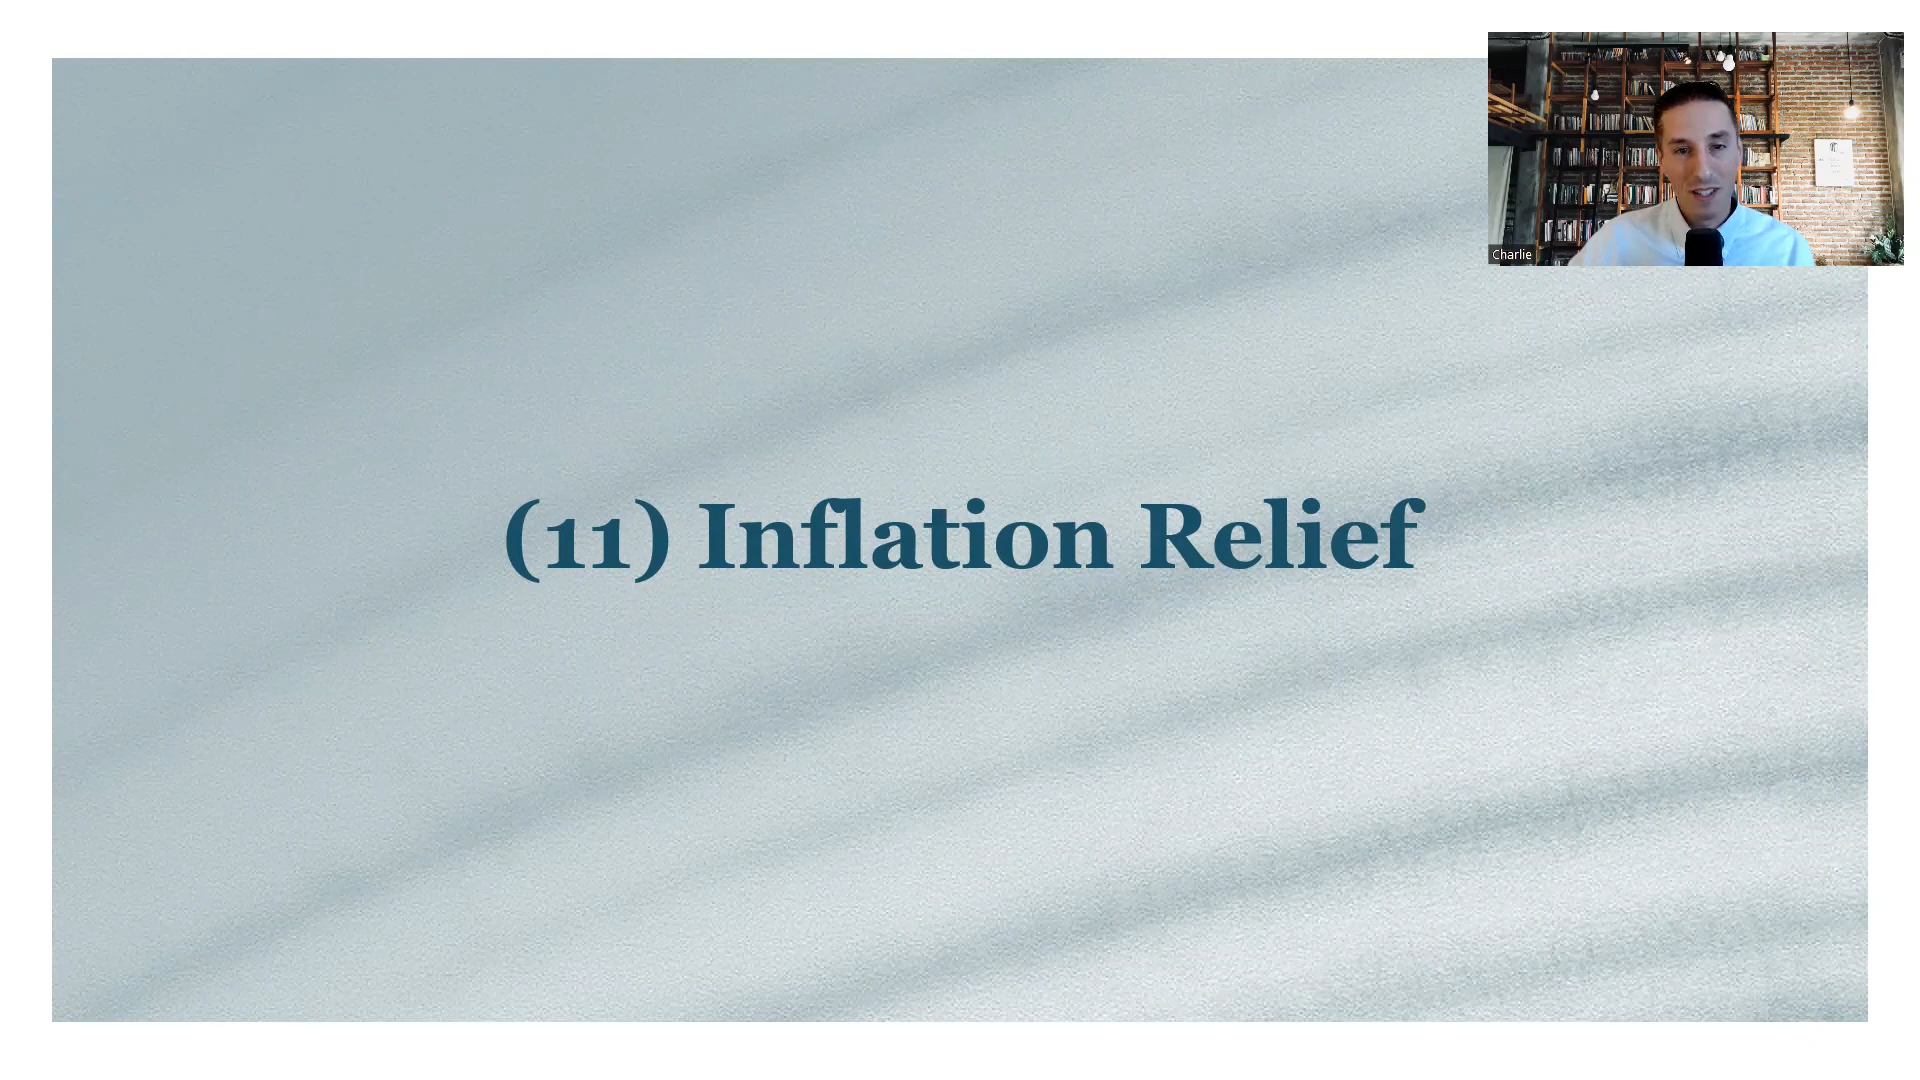 Charlie
(11) Inflation Relief